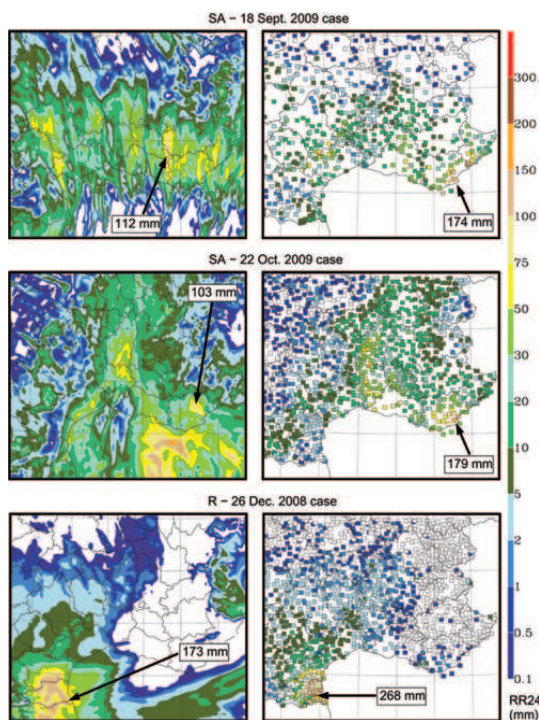 SA – 18 Sept. 2009 case
112 mm
174 mm
SA – 22 Oct. 2009 case
103 mm
179 mm
R – 26 Dec. 2008 case
173 mm
268 mm
300.
200
150
100
75
50
30
20
10
5
2
1
0.5
0.1
RR24
(mm)